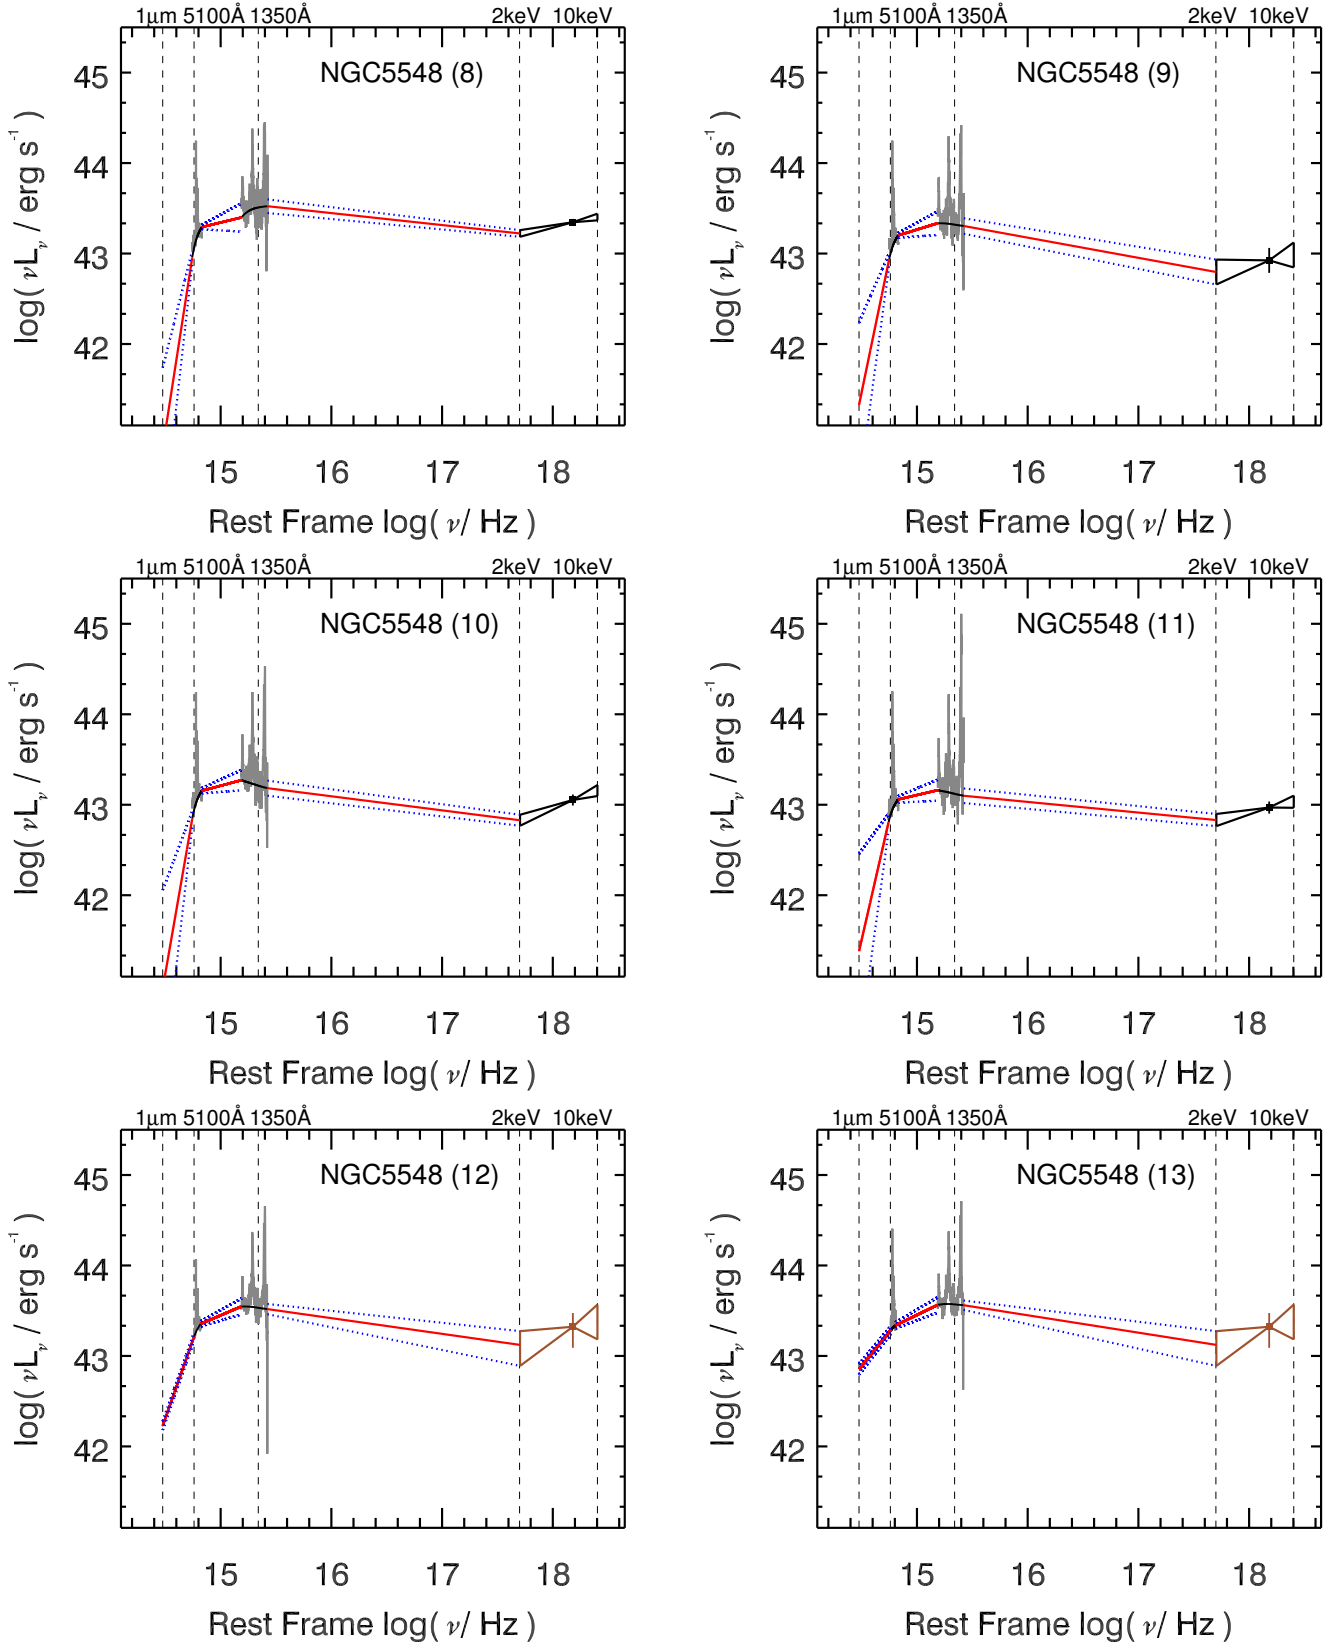 1μm 5100Å 1350Å 2keV 10keV
NGC5548 (8)
45
44
43
42
log( νLν / erg s-1 )
15 16 17 18
Rest Frame log( ν/ Hz )
1μm 5100Å 1350Å 2keV 10keV
NGC5548 (9)
45
44
43
42
log( νLν / erg s-1 )
15 16 17 18
Rest Frame log( ν/ Hz )
1μm 5100Å 1350Å 2keV 10keV
NGC5548 (10)
45
44
43
42
log( νLν / erg s-1 )
15 16 17 18
Rest Frame log( ν/ Hz )
1μm 5100Å 1350Å 2keV 10keV
NGC5548 (11)
45
44
43
42
log( νLν / erg s-1 )
15 16 17 18
Rest Frame log( ν/ Hz )
1μm 5100Å 1350Å 2keV 10keV
NGC5548 (12)
45
44
43
42
log( νLν / erg s-1 )
15 16 17 18
Rest Frame log( ν/ Hz )
1μm 5100Å 1350Å 2keV 10keV
NGC5548 (13)
45
44
43
42
log( νLν / erg s-1 )
15 16 17 18
Rest Frame log( ν/ Hz )